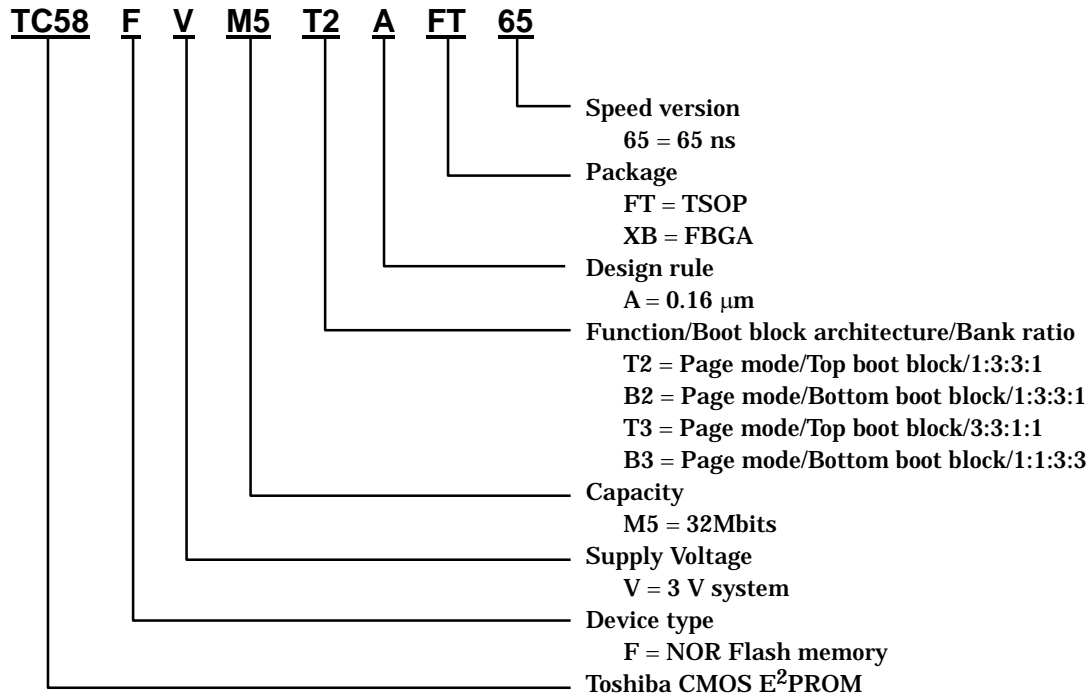 TC58 F V M5 T2 A FT 65
Speed version
65 = 65 ns
Package
FT = TSOP
XB = FBGA
Design rule
A = 0.16 μm
Function/Boot block architecture/Bank ratio
T2 = Page mode/Top boot block/1:3:3:1
B2 = Page mode/Bottom boot block/1:3:3:1
T3 = Page mode/Top boot block/3:3:1:1
B3 = Page mode/Bottom boot block/1:1:3:3
Capacity
M5 = 32Mbits
Supply Voltage
V = 3 V system
Device type
F = NOR Flash memory
Toshiba CMOS E²PROM